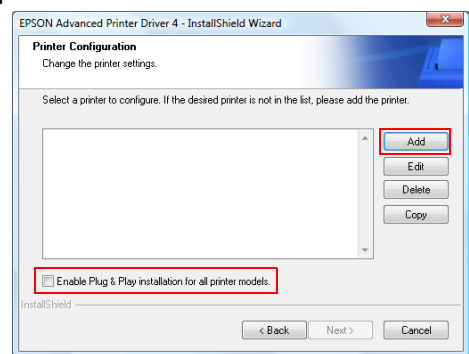 EPSON Advanced Printer Driver 4 - InstallShield Wizard
Printer Configuration
Change the printer settings.
Select a printer to configure. If the desired printer is not in the list, please add the printer.
Add
Edit
Delete
Copy
Enable Plug & Play installation for all printer models.
InstallShield
< Back
Next >
Cancel